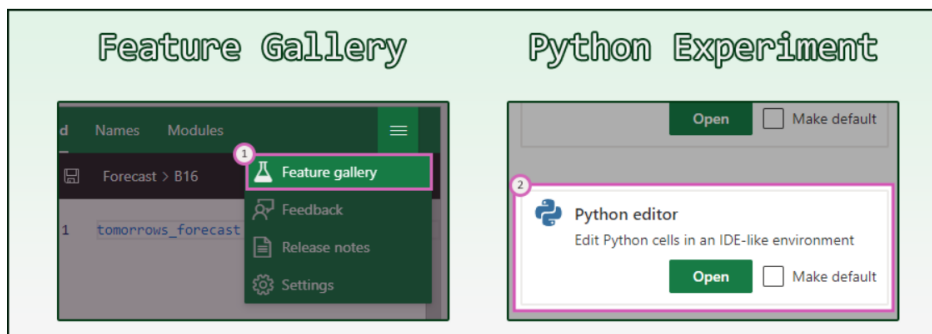 Feature Gallery
Python Experiment
d Names Modules
1
Feature gallery
Forecast > B16
Feedback
1 tomorrows_forecast
Release notes
Settings
Open Make default
2
Python editor
Edit Python cells in an IDE-like environment
Open Make default